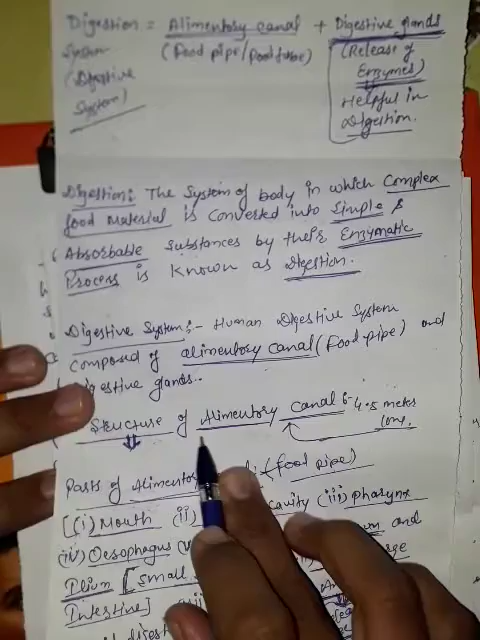 Digestion = Alimentory canal + Digestive glands
System (Food pipe/Food tube) (Release of
(Digestive Enzymes)
System) Helpful in
Digestion.
Digestion: The System of body in which Complex
food Material is converted into Simple &
Absorbable substances by their Enzymatic
Process is known as Digestion.
Digestive System:- Human Digestive System
composed of alimentory canal (Food pipe) and
Digestive glands..
Structure of Alimentory canal :- 4.5 meter
long.
Parts of Alimentory (food pipe)
[(i) Mouth (ii) cavity (iii) pharynx
(iv) Oesophagus and
Ilium [Small
Intestine]